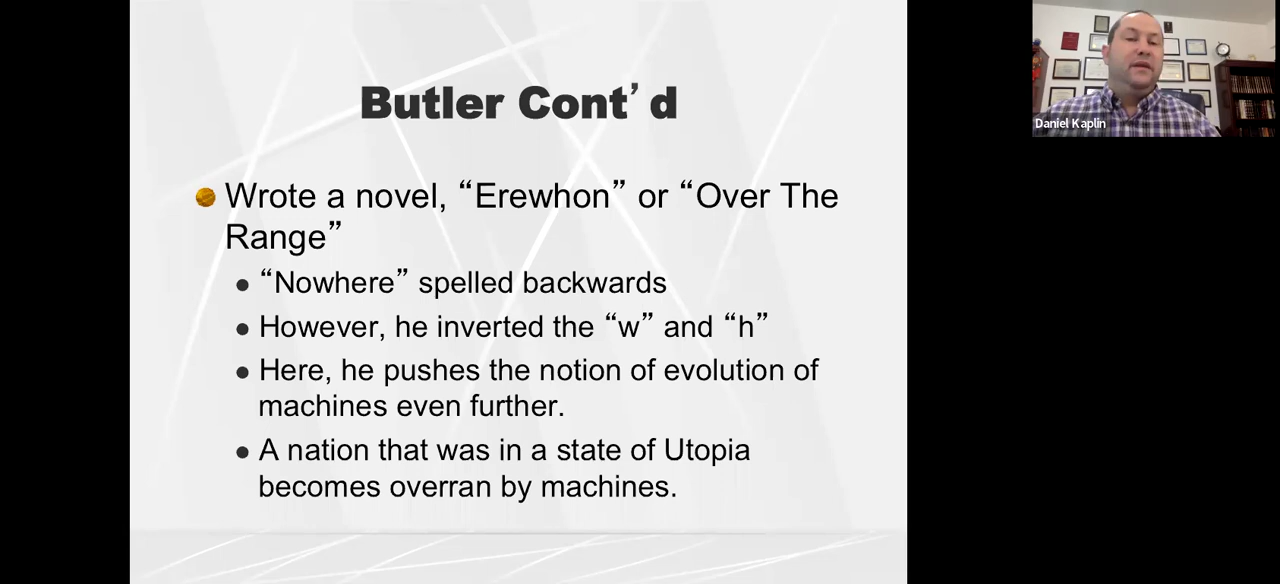 Butler Cont’d
Wrote a novel, “Erewhon” or “Over The
Range”
“Nowhere” spelled backwards
However, he inverted the “w” and “h”
Here, he pushes the notion of evolution of
machines even further.
A nation that was in a state of Utopia
becomes overran by machines.
Daniel Kaplin